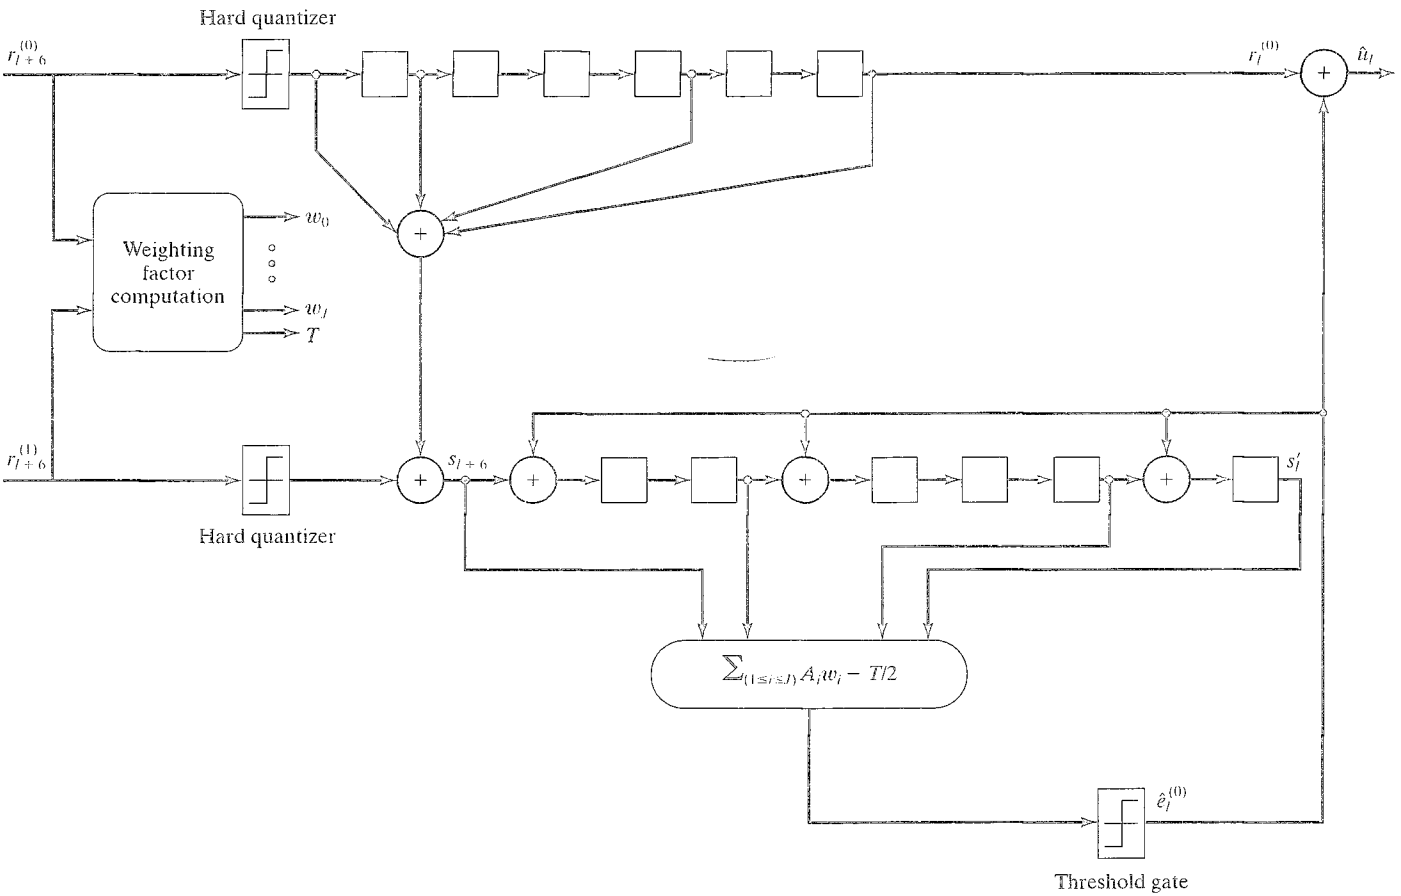 Hard quantizer
r_{l+6}^{(0)}
r_l^{(0)}
+
û_l
+
Weighting
factor
computation
w_0
w_J
T
r_{l+6}^{(1)}
+
s_{l+6}
+
+
+
s'_l
Hard quantizer
∑_{(1≤i≤J)} A_i w_i − T/2
ê_l^{(0)}
Threshold gate